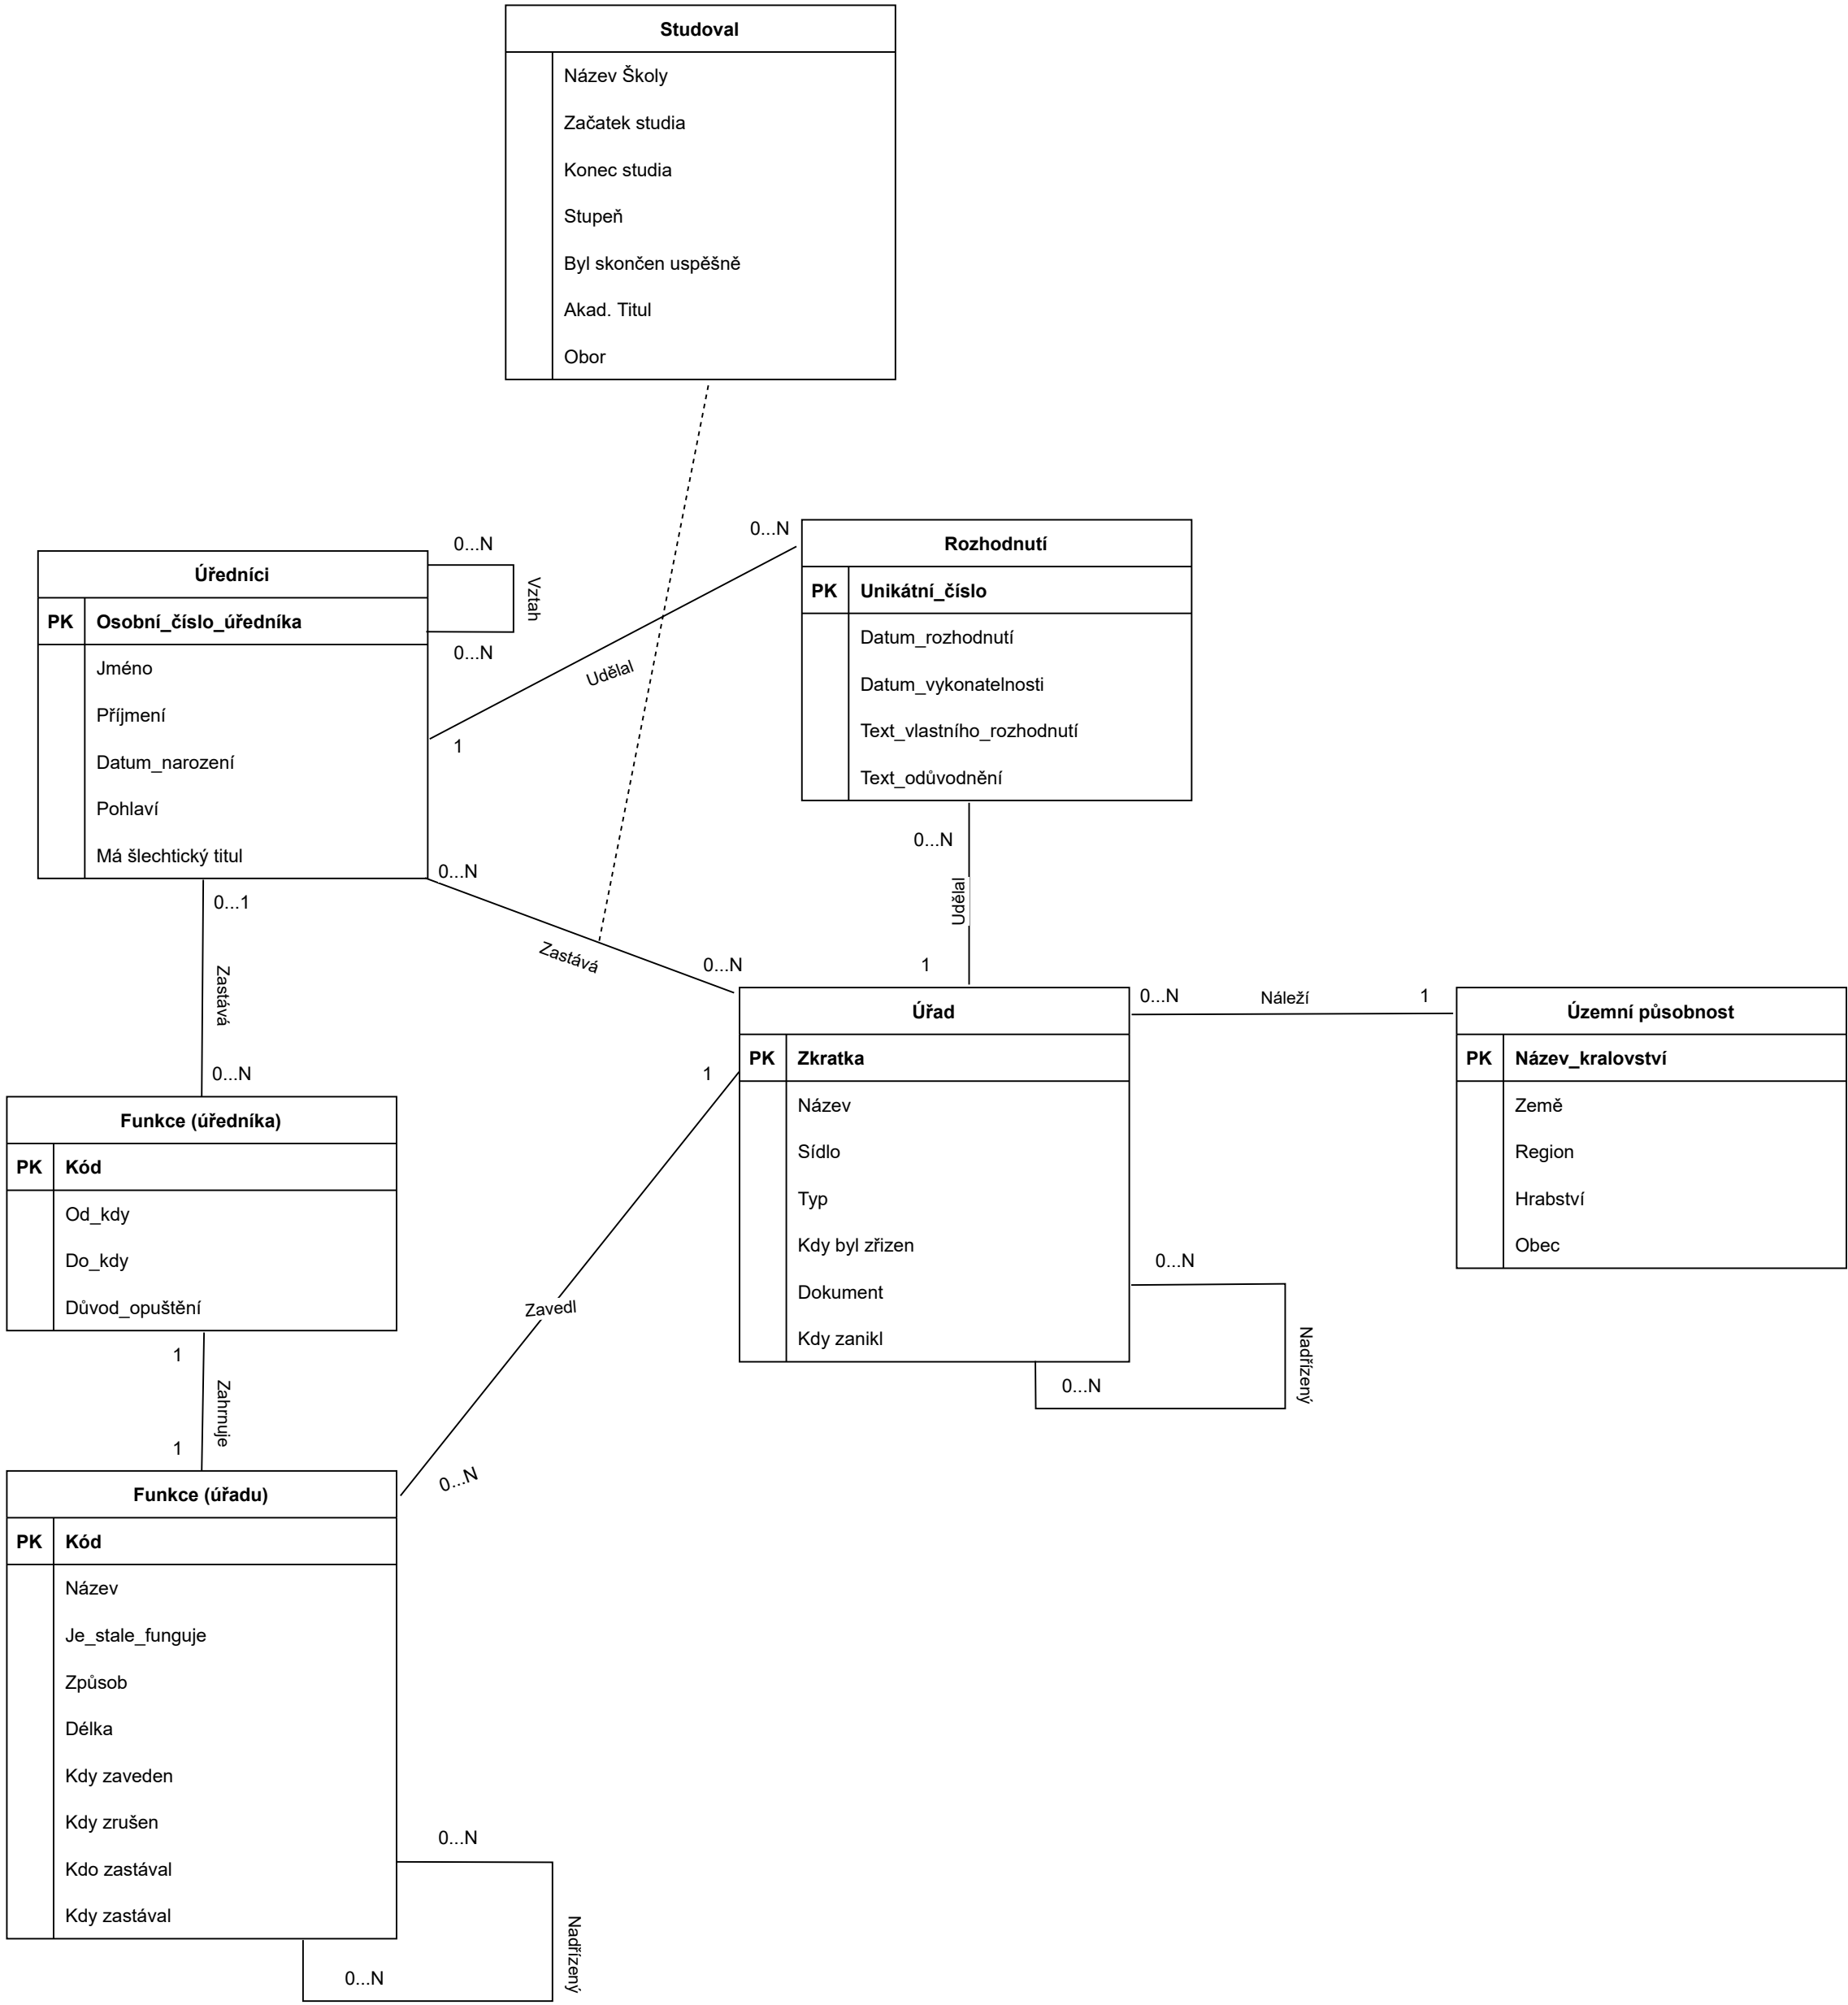 Studoval
Název Školy
Začatek studia
Konec studia
Stupeň
Byl skončen uspěšně
Akad. Titul
Obor
0...N
Rozhodnutí
PK Unikátní_číslo
Datum_rozhodnutí
Datum_vykonatelnosti
Text_vlastního_rozhodnutí
Text_odůvodnění
Úředníci
PK Osobní_číslo_úředníka
Jméno
Příjmení
Datum_narození
Pohlaví
Má šlechtický titul
0...N
Vztah
0...N
Udělal
1
0...N
Zastává
0...N
0...N
Udělal
1
0...1
Zastává
0...N
Úřad
PK Zkratka
Název
Sídlo
Typ
Kdy byl zřizen
Dokument
Kdy zanikl
0...N
Náleží
1
Územní působnost
PK Název_kralovství
Země
Region
Hrabství
Obec
0...N
Nadřízený
0...N
1
Zavedl
0...N
Funkce (úředníka)
PK Kód
Od_kdy
Do_kdy
Důvod_opuštění
1
Zahrnuje
1
Funkce (úřadu)
PK Kód
Název
Je_stale_funguje
Způsob
Délka
Kdy zaveden
Kdy zrušen
Kdo zastával
Kdy zastával
0...N
Nadřízený
0...N